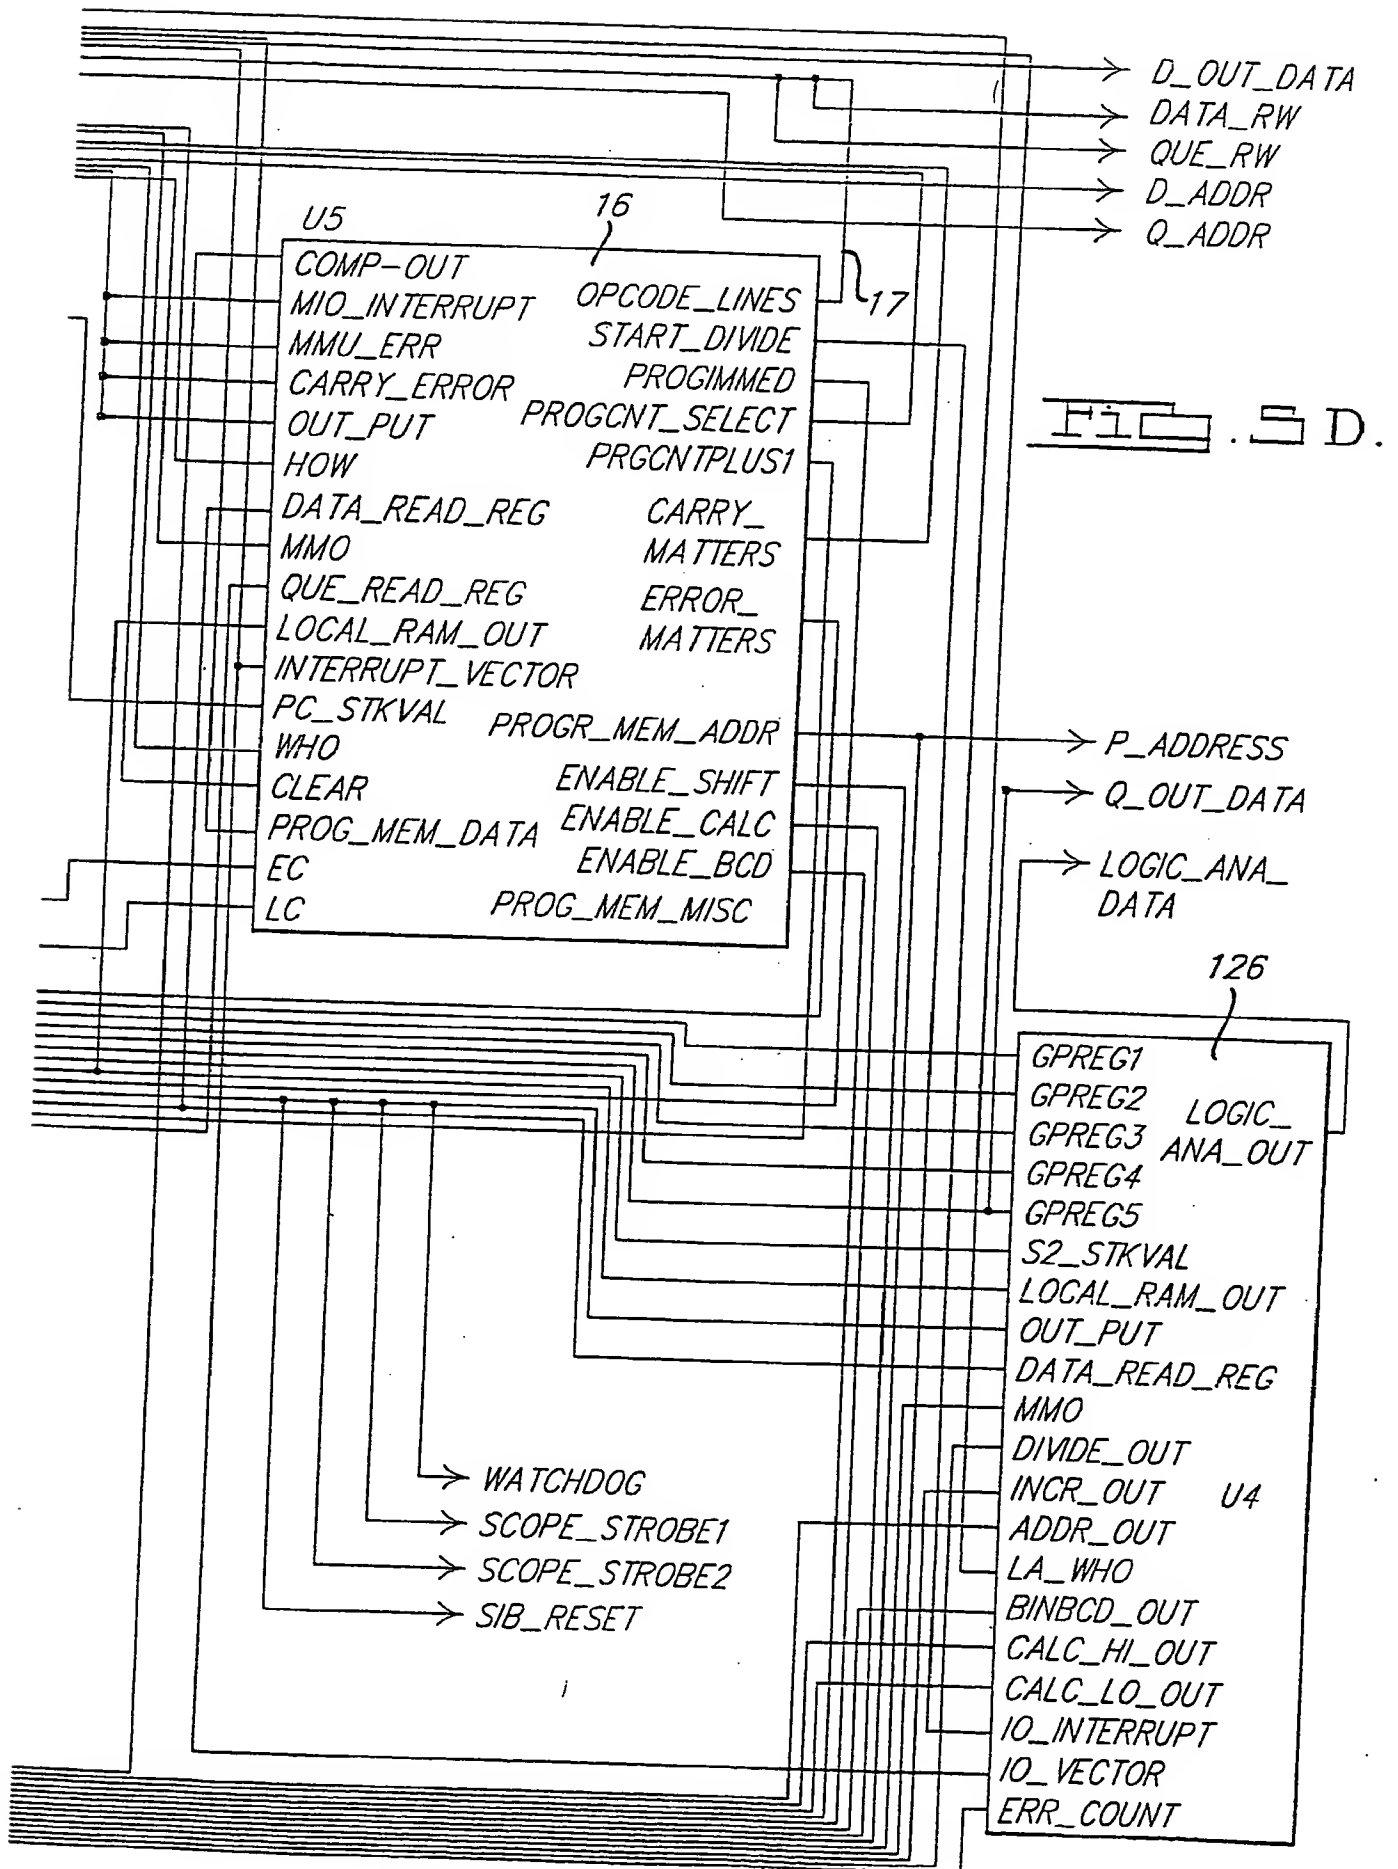 D_OUT_DATA
DATA_RW
QUE_RW
D_ADDR
Q_ADDR
U5
16
17
COMP-OUT
MIO_INTERRUPT
MMU_ERR
CARRY_ERROR
OUT_PUT
HOW
DATA_READ_REG
MMO
QUE_READ_REG
LOCAL_RAM_OUT
INTERRUPT_VECTOR
PC_STKVAL
WHO
CLEAR
PROG_MEM_DATA
EC
LC
OPCODE_LINES
START_DIVIDE
PROGIMMED
PROGCNT_SELECT
PRGCNTPLUS1
CARRY_
MATTERS
ERROR_
MATTERS
PROGR_MEM_ADDR
ENABLE_SHIFT
ENABLE_CALC
ENABLE_BCD
PROG_MEM_MISC
FIG. 5D.
P_ADDRESS
Q_OUT_DATA
LOGIC_ANA_
DATA
126
GPREG1
GPREG2
GPREG3
GPREG4
GPREG5
S2_STKVAL
LOCAL_RAM_OUT
OUT_PUT
DATA_READ_REG
MMO
DIVIDE_OUT
INCR_OUT
ADDR_OUT
LA_WHO
BINBCD_OUT
CALC_HI_OUT
CALC_LO_OUT
IO_INTERRUPT
IO_VECTOR
ERR_COUNT
LOGIC_
ANA_OUT
U4
WATCHDOG
SCOPE_STROBE1
SCOPE_STROBE2
SIB_RESET